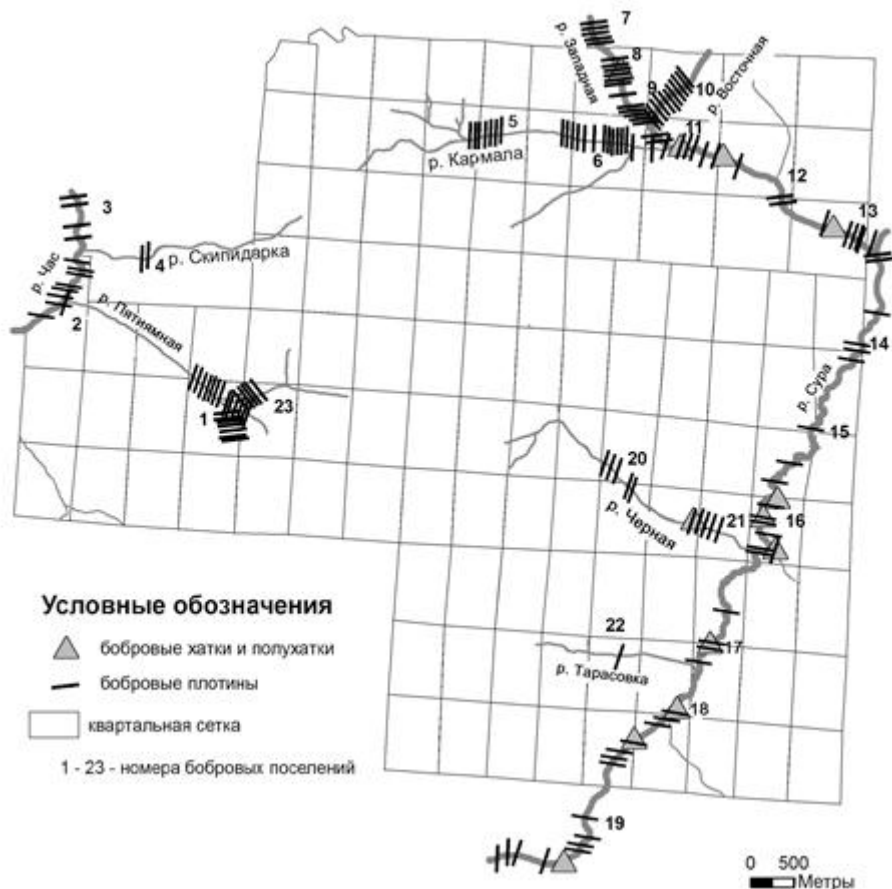 7
р. Западная
8
9
10
р. Восточная
11
5
6
р. Кармала
12
13
3
4
р. Скипидарка
р. Час
2
р. Пятиямная
1
23
14
р. Сура
15
20
р. Черная
21
16
22
р. Тарасовка
17
18
19
Условные обозначения
бобровые хатки и полухатки
бобровые плотины
квартальная сетка
1 - 23 - номера бобровых поселений
0 500
Метры